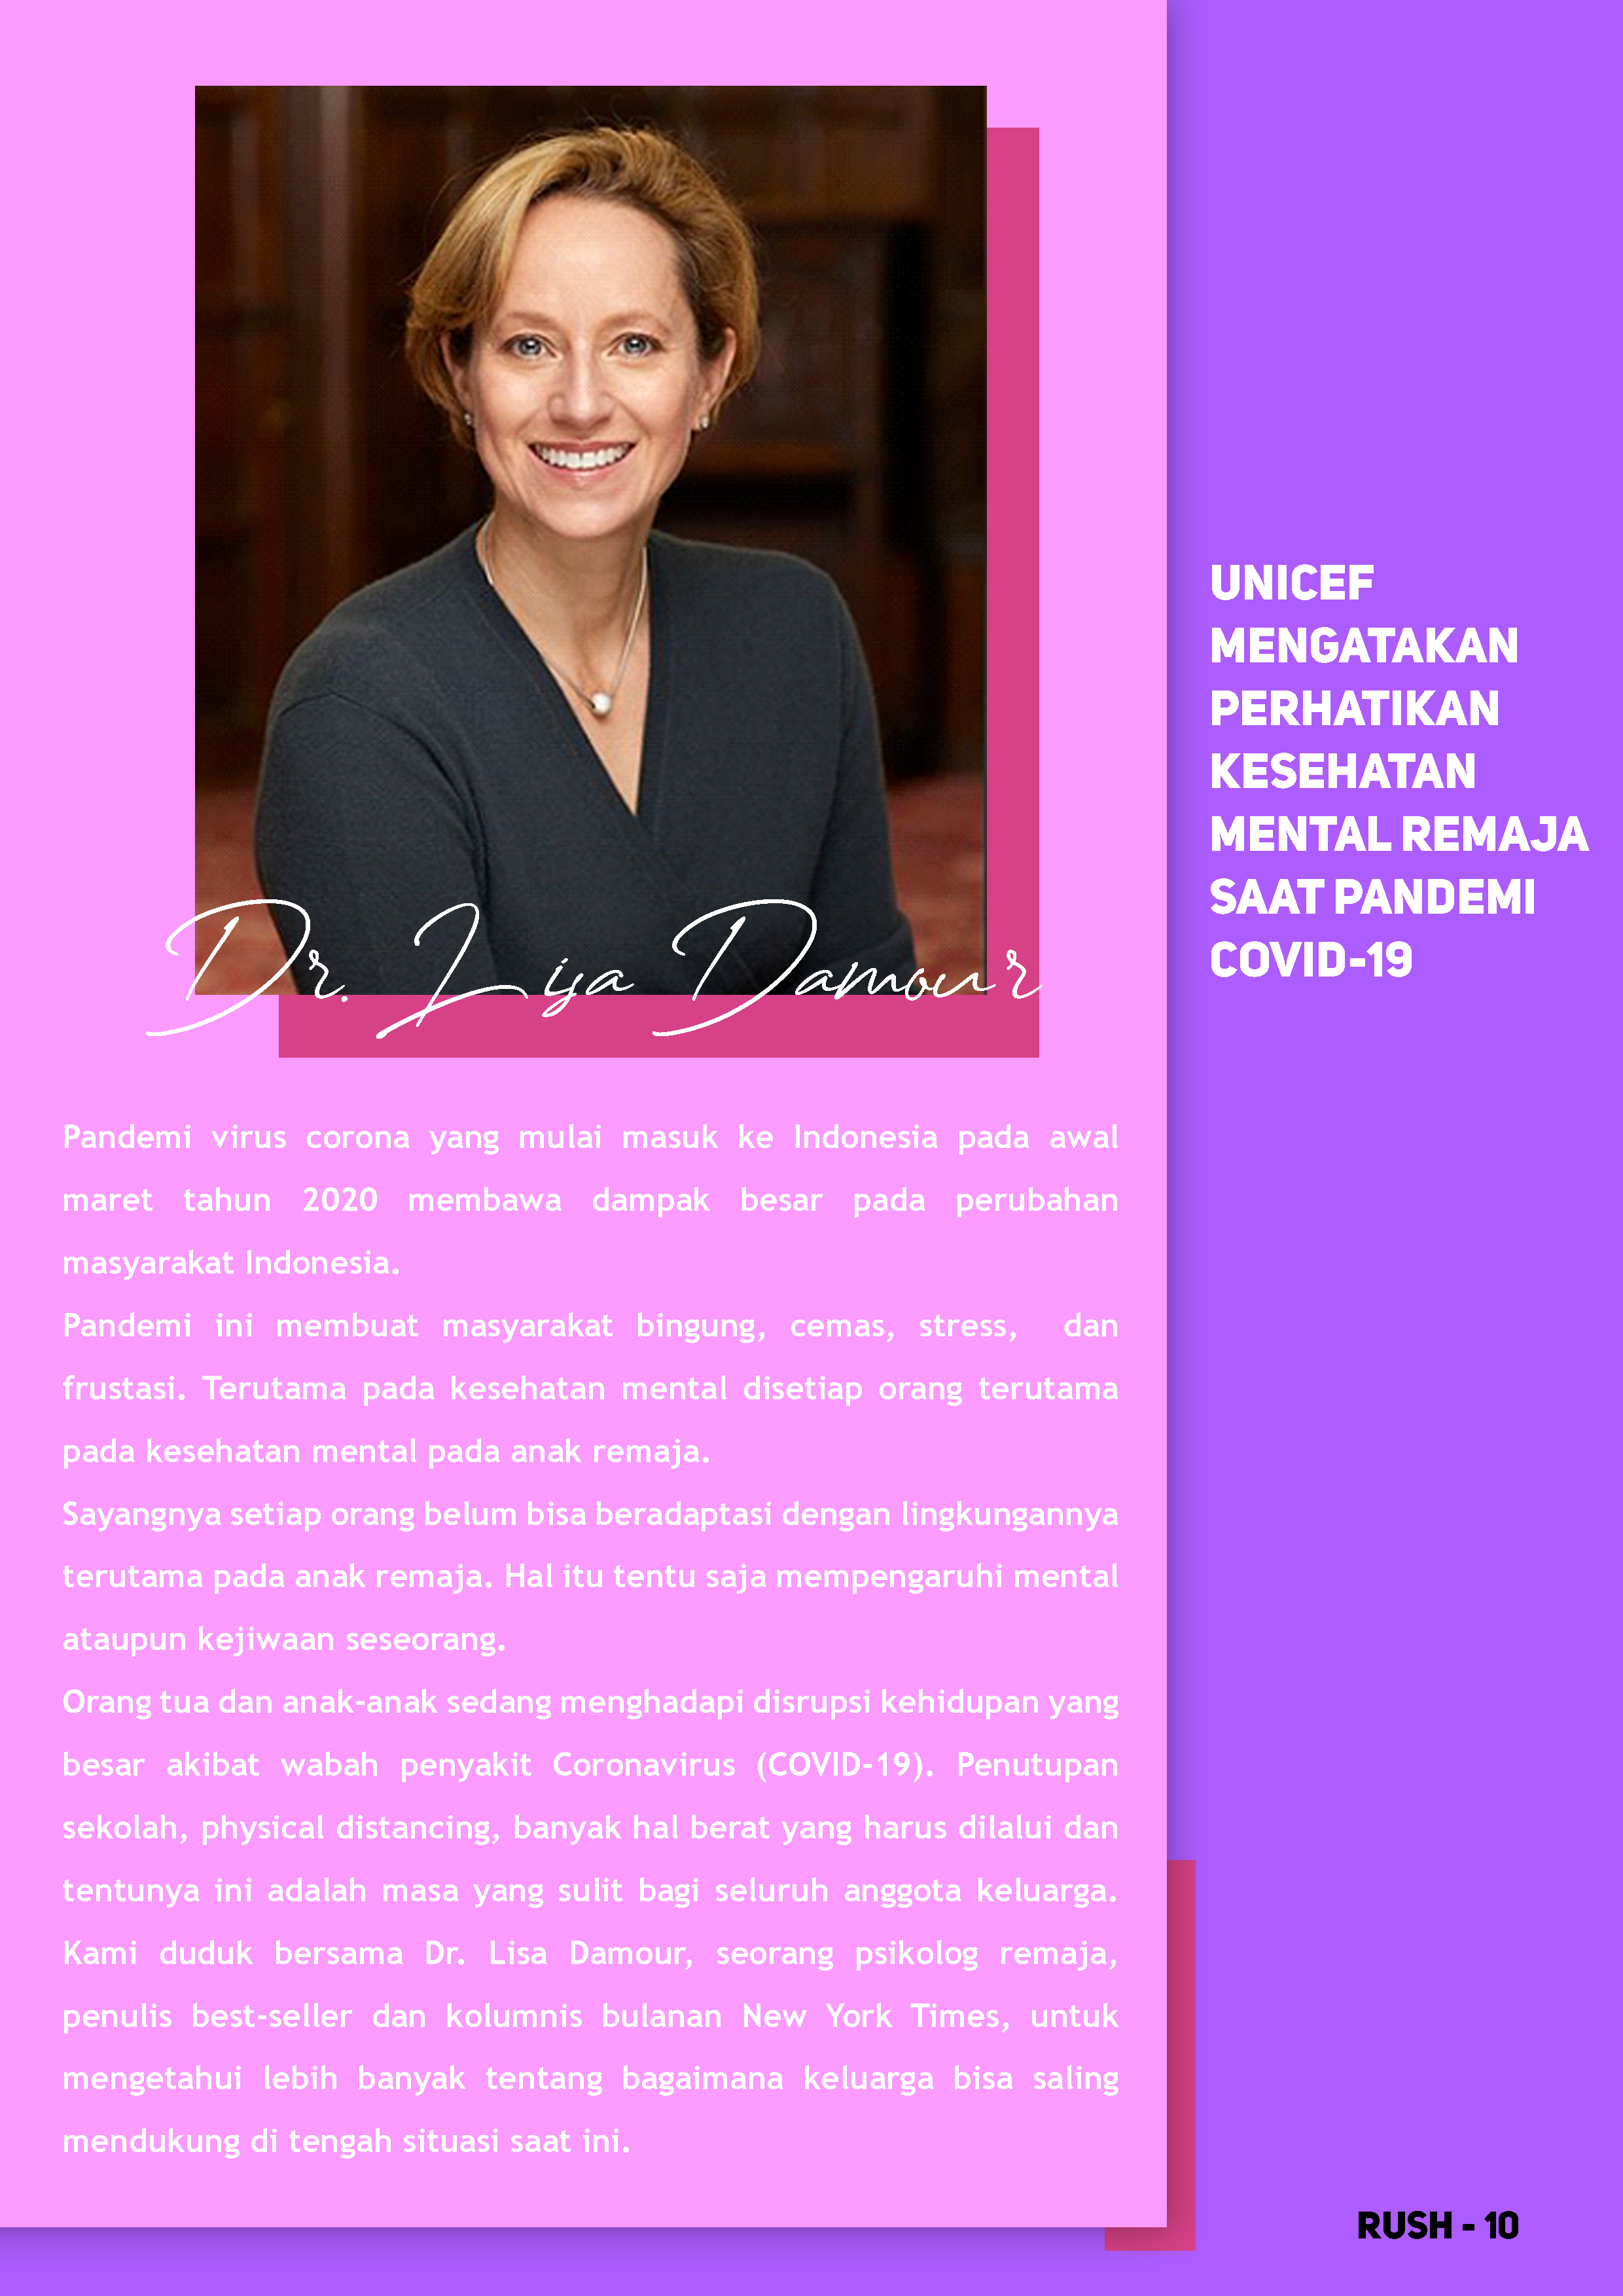 Dr. Lisa Damour
UNICEF
MENGATAKAN
PERHATIKAN
KESEHATAN
MENTAL REMAJA
SAAT PANDEMI
COVID-19
Pandemi virus corona yang mulai masuk ke Indonesia pada awal
maret tahun 2020 membawa dampak besar pada perubahan
masyarakat Indonesia.
Pandemi ini membuat masyarakat bingung, cemas, stress, dan
frustasi. Terutama pada kesehatan mental disetiap orang terutama
pada kesehatan mental pada anak remaja.
Sayangnya setiap orang belum bisa beradaptasi dengan lingkungannya
terutama pada anak remaja. Hal itu tentu saja mempengaruhi mental
ataupun kejiwaan seseorang.
Orang tua dan anak-anak sedang menghadapi disrupsi kehidupan yang
besar akibat wabah penyakit Coronavirus (COVID-19). Penutupan
sekolah, physical distancing, banyak hal berat yang harus dilalui dan
tentunya ini adalah masa yang sulit bagi seluruh anggota keluarga.
Kami duduk bersama Dr. Lisa Damour, seorang psikolog remaja,
penulis best-seller dan kolumnis bulanan New York Times, untuk
mengetahui lebih banyak tentang bagaimana keluarga bisa saling
mendukung di tengah situasi saat ini.
RUSH - 10